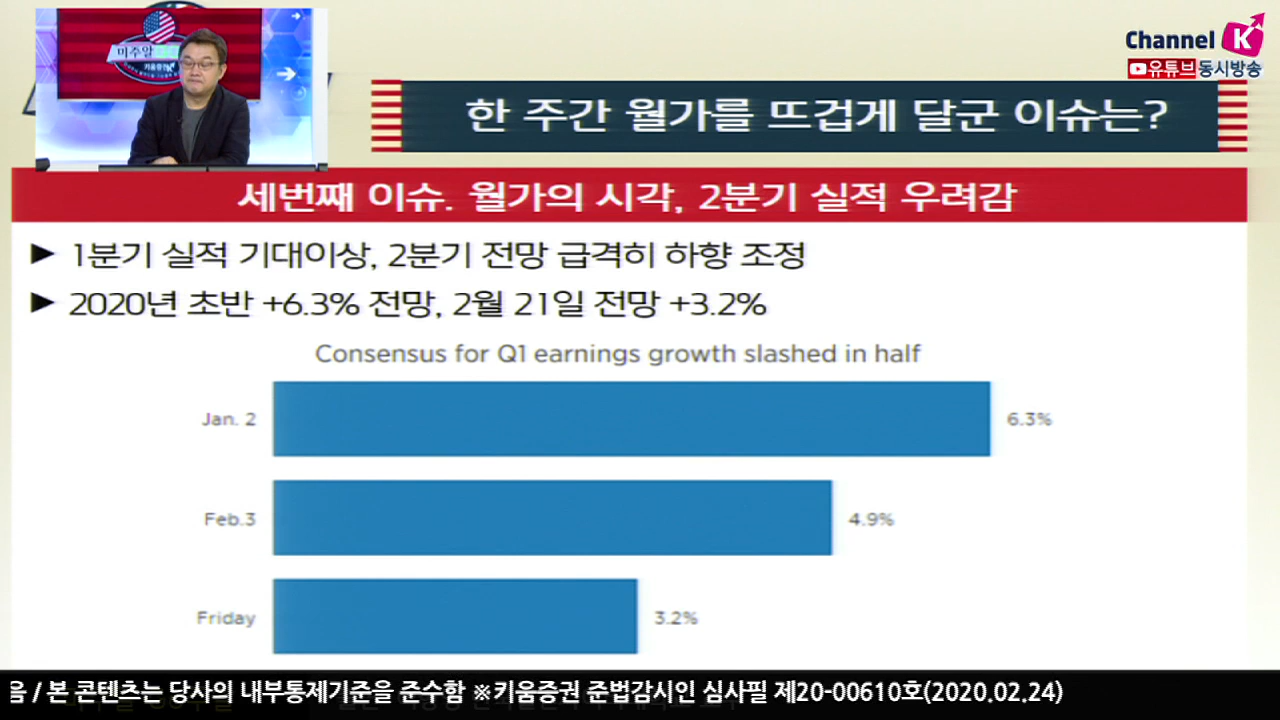 미주알
키움증권
Channel K
유튜브동시방송
한 주간 월가를 뜨겁게 달군 이슈는?
세번째 이슈. 월가의 시각, 2분기 실적 우려감
▶ 1분기 실적 기대이상, 2분기 전망 급격히 하향 조정
▶ 2020년 초반 +6.3% 전망, 2월 21일 전망 +3.2%
Consensus for Q1 earnings growth slashed in half
Jan. 2 6.3%
Feb.3 4.9%
Friday 3.2%
음 / 본 콘텐츠는 당사의 내부통제기준을 준수함 ※키움증권 준법감시인 심사필 제20-00610호(2020.02.24)